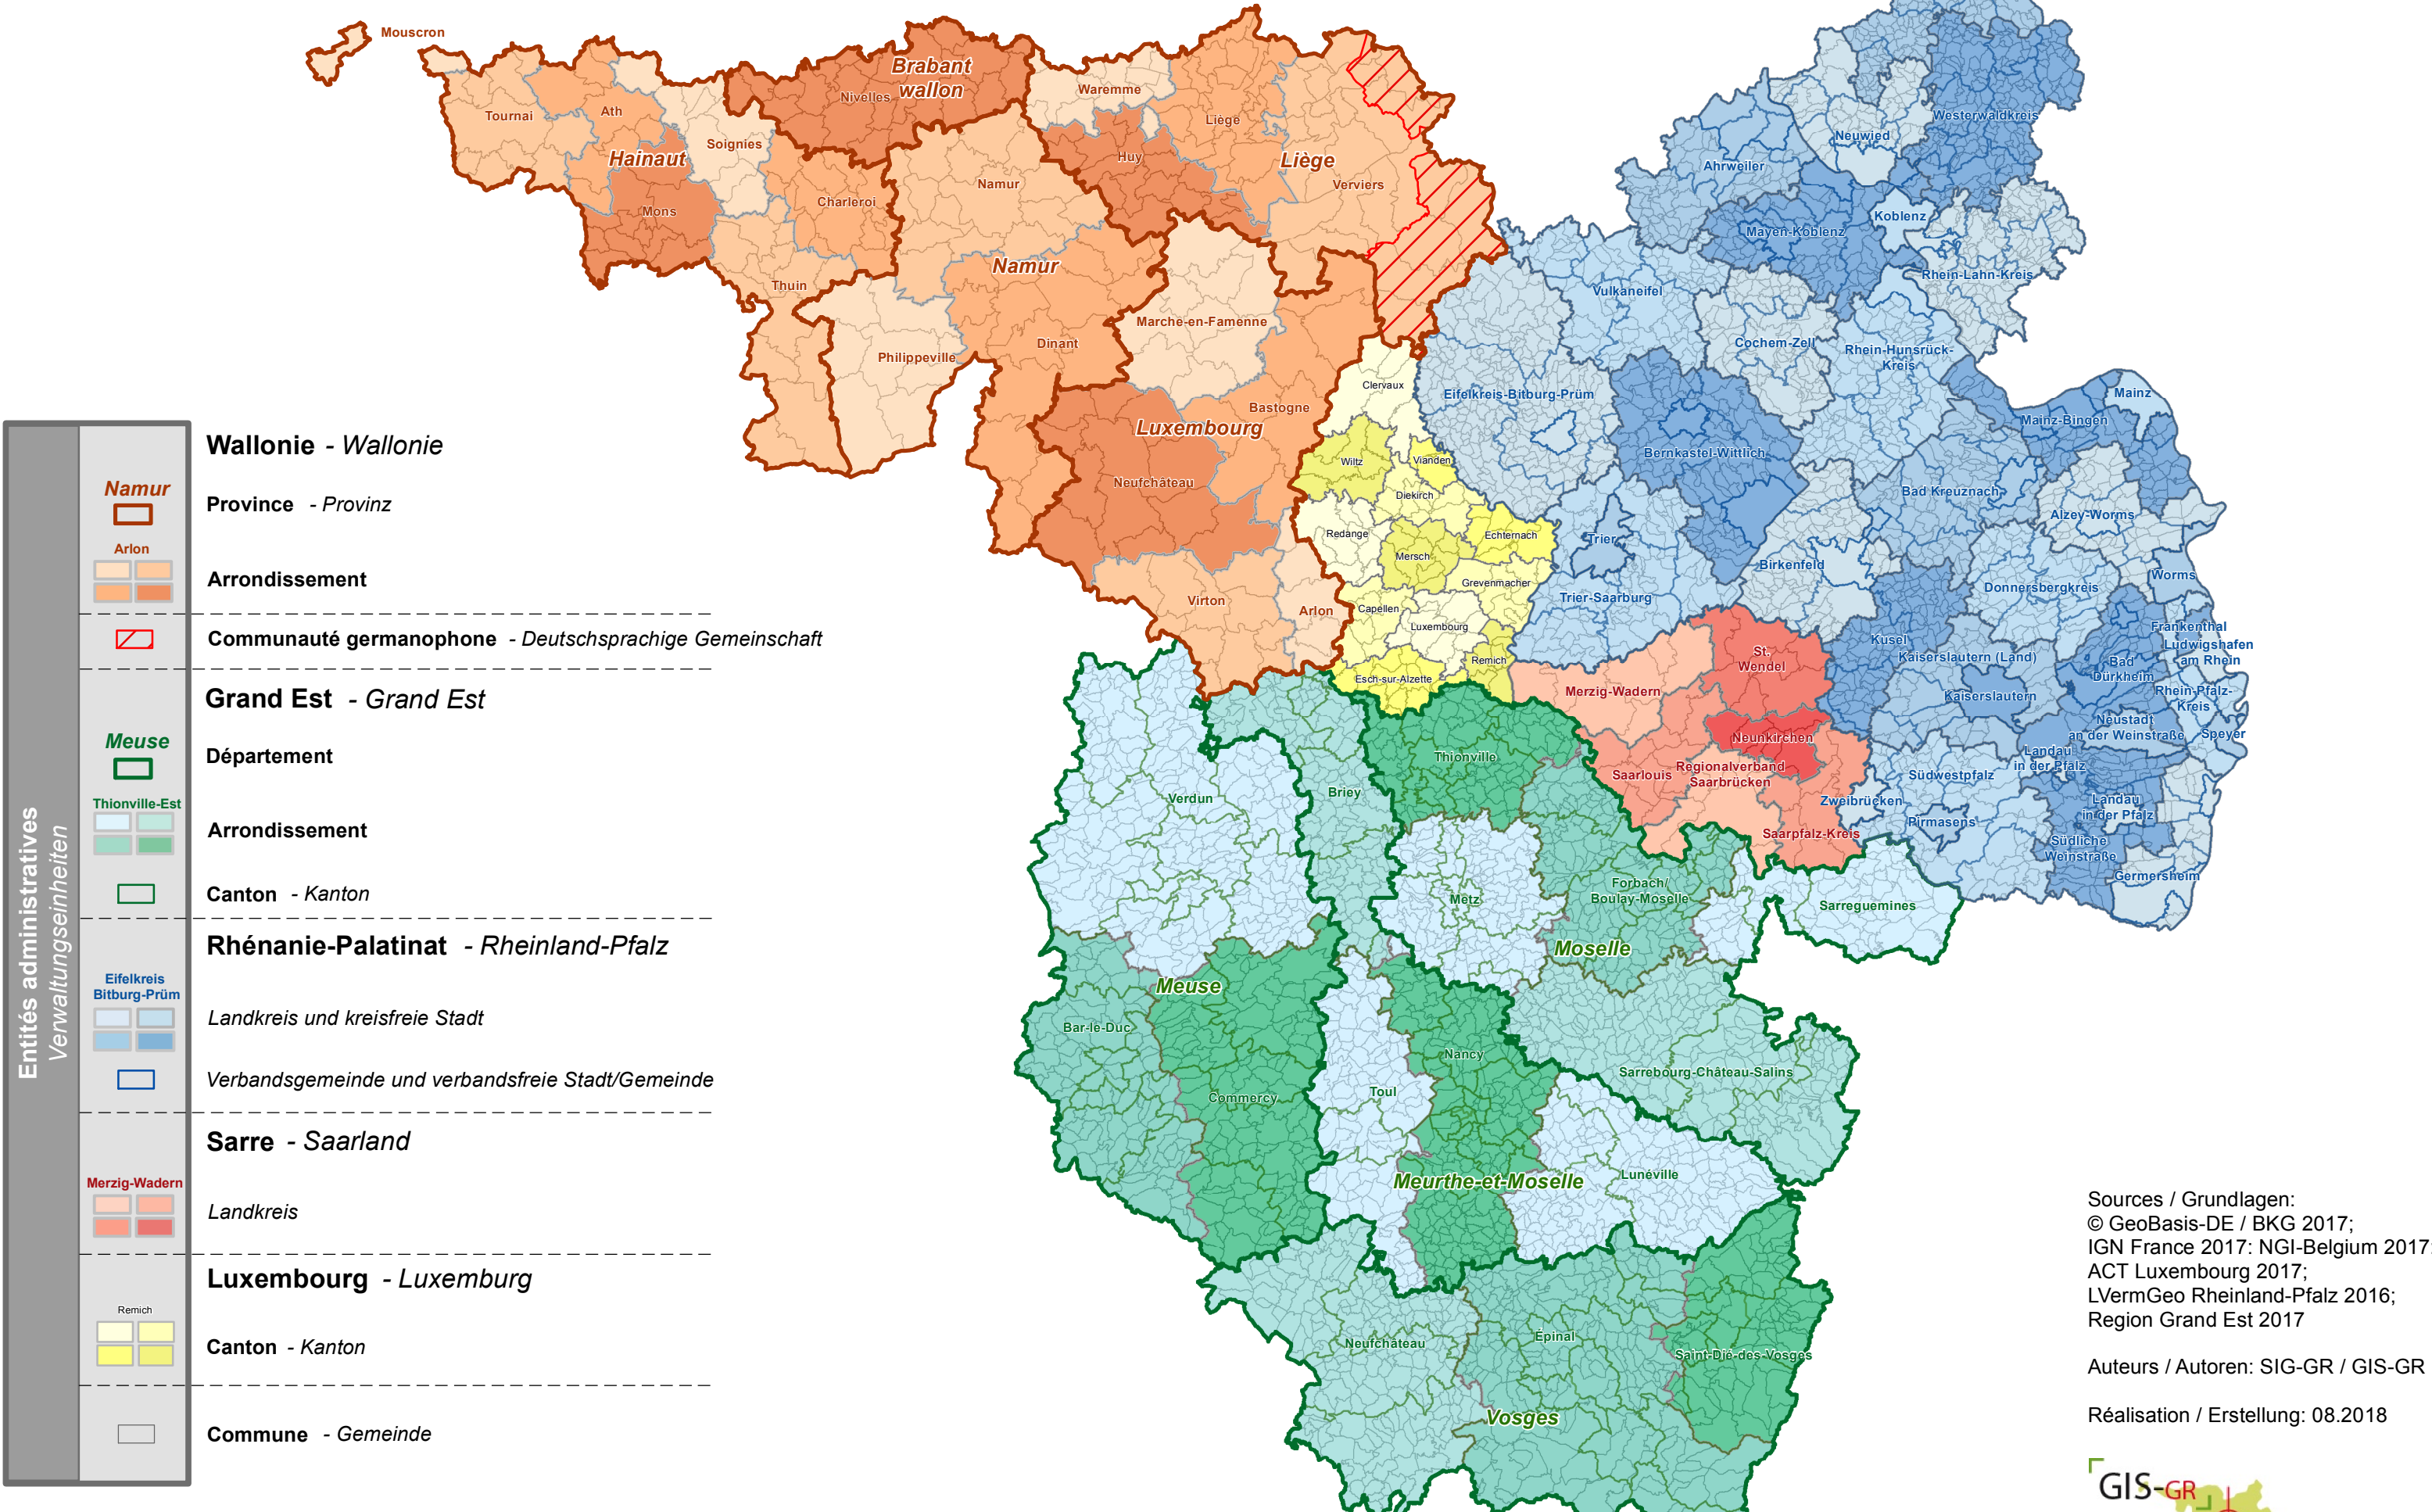 Mouscron
Brabant
wallon
Nivelles
Waremme
Tournai
Ath
Soignies
Hainaut
Liège
Huy
Liège
Verviers
Namur
Mons
Charleroi
Namur
Thuin
Marche-en-Famenne
Dinant
Philippeville
Bastogne
Luxembourg
Neufchâteau
Virton
Arlon
Clervaux
Wiltz
Vianden
Diekirch
Redange
Echternach
Mersch
Grevenmacher
Capellen
Luxembourg
Remich
Esch-sur-Alzette
Westerwaldkreis
Neuwied
Ahrweiler
Koblenz
Mayen-Koblenz
Rhein-Lahn-Kreis
Vulkaneifel
Cochem-Zell
Rhein-Hunsrück-
Kreis
Eifelkreis-Bitburg-Prüm
Mainz
Mainz-Bingen
Bernkastel-Wittlich
Bad Kreuznach
Alzey-Worms
Trier
Birkenfeld
Worms
Donnersbergkreis
Trier-Saarburg
Frankenthal
Kusel
Ludwigshafen
am Rhein
Kaiserslautern (Land)
Bad
Dürkheim
Kaiserslautern
Rhein-Pfalz-
Kreis
Neustadt
an der Weinstraße
Speyer
Landau
in der Pfalz
Südwestpfalz
Zweibrücken
Landau
in der Pfalz
Pirmasens
Südliche
Weinstraße
Germersheim
St.
Wendel
Merzig-Wadern
Neunkirchen
Saarlouis
Regionalverband
Saarbrücken
Saarpfalz-Kreis
Thionville
Verdun
Briey
Metz
Forbach/
Boulay-Moselle
Sarreguemines
Moselle
Meuse
Bar-le-Duc
Nancy
Sarrebourg-Château-Salins
Toul
Commercy
Meurthe-et-Moselle
Lunéville
Neufchâteau
Épinal
Saint-Dié-des-Vosges
Vosges
Entités administratives
Verwaltungseinheiten
Wallonie - Wallonie
Namur
Province - Provinz
Arlon
Arrondissement
Communauté germanophone - Deutschsprachige Gemeinschaft
Grand Est - Grand Est
Meuse
Département
Thionville-Est
Arrondissement
Canton - Kanton
Rhénanie-Palatinat - Rheinland-Pfalz
Eifelkreis
Bitburg-Prüm
Landkreis und kreisfreie Stadt
Verbandsgemeinde und verbandsfreie Stadt/Gemeinde
Sarre - Saarland
Merzig-Wadern
Landkreis
Luxembourg - Luxemburg
Remich
Canton - Kanton
Commune - Gemeinde
Sources / Grundlagen:
© GeoBasis-DE / BKG 2017;
IGN France 2017: NGI-Belgium 2017;
ACT Luxembourg 2017;
LVermGeo Rheinland-Pfalz 2016;
Region Grand Est 2017
Auteurs / Autoren: SIG-GR / GIS-GR
Réalisation / Erstellung: 08.2018
GIS-GR